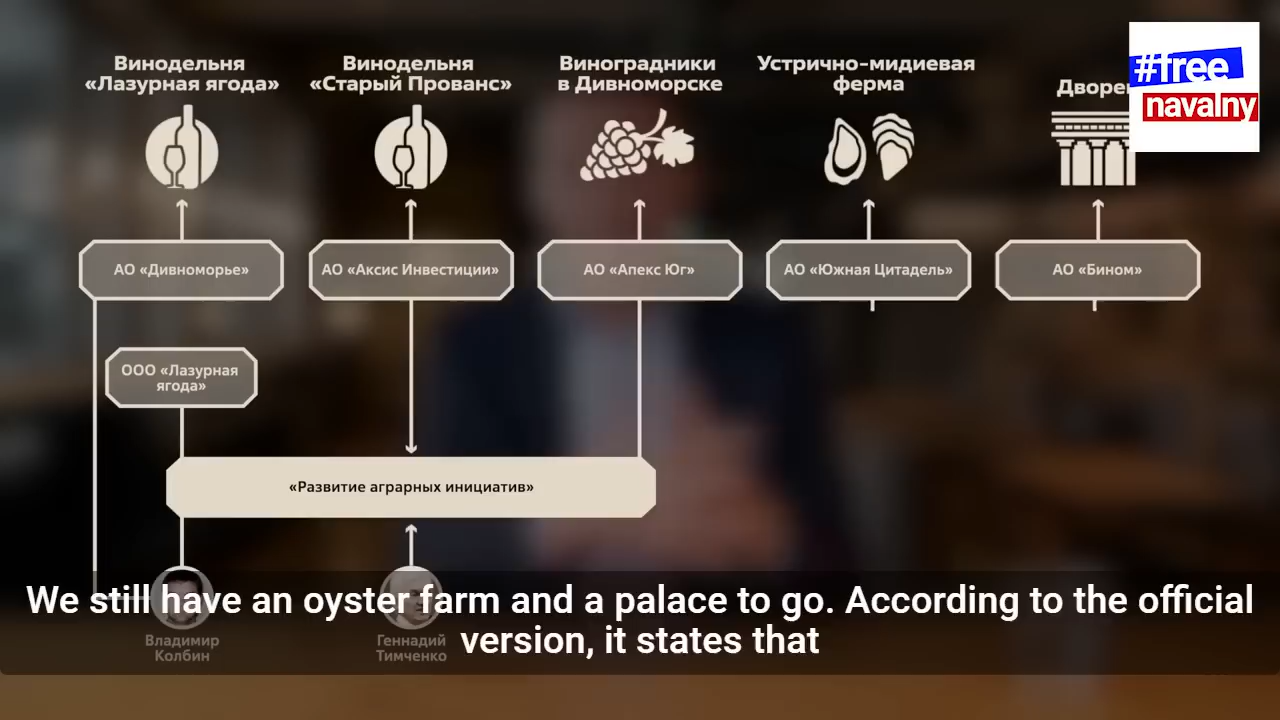 Винодельня
«Лазурная ягода»
Винодельня
«Старый Прованс»
Виноградники
в Дивноморске
Устрично-мидиевая
ферма
#free
navalny
АО «Дивноморье»
АО «Аксис Инвестиции»
АО «Апекс Юг»
АО «Южная Цитадель»
АО «Бином»
ООО «Лазурная
ягода»
«Развитие аграрных инициатив»
We still have an oyster farm and a palace to go. According to the official
version, it states that
Владимир
Колбин
Геннадий
Тимченко